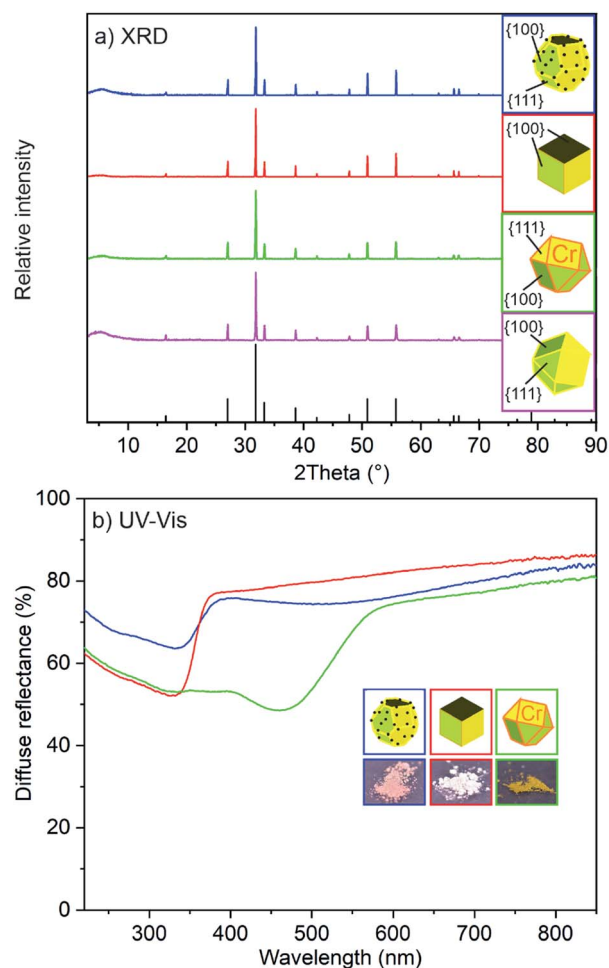 a) XRD
{100}
{111}
{100}
{111}
Cr
{100}
{100}
{111}
Relative intensity
10 20 30 40 50 60 70 80 90
2Theta (°)
b) UV-Vis
100
80
60
40
20
0
Diffuse reflectance (%)
Cr
300 400 500 600 700 800
Wavelength (nm)